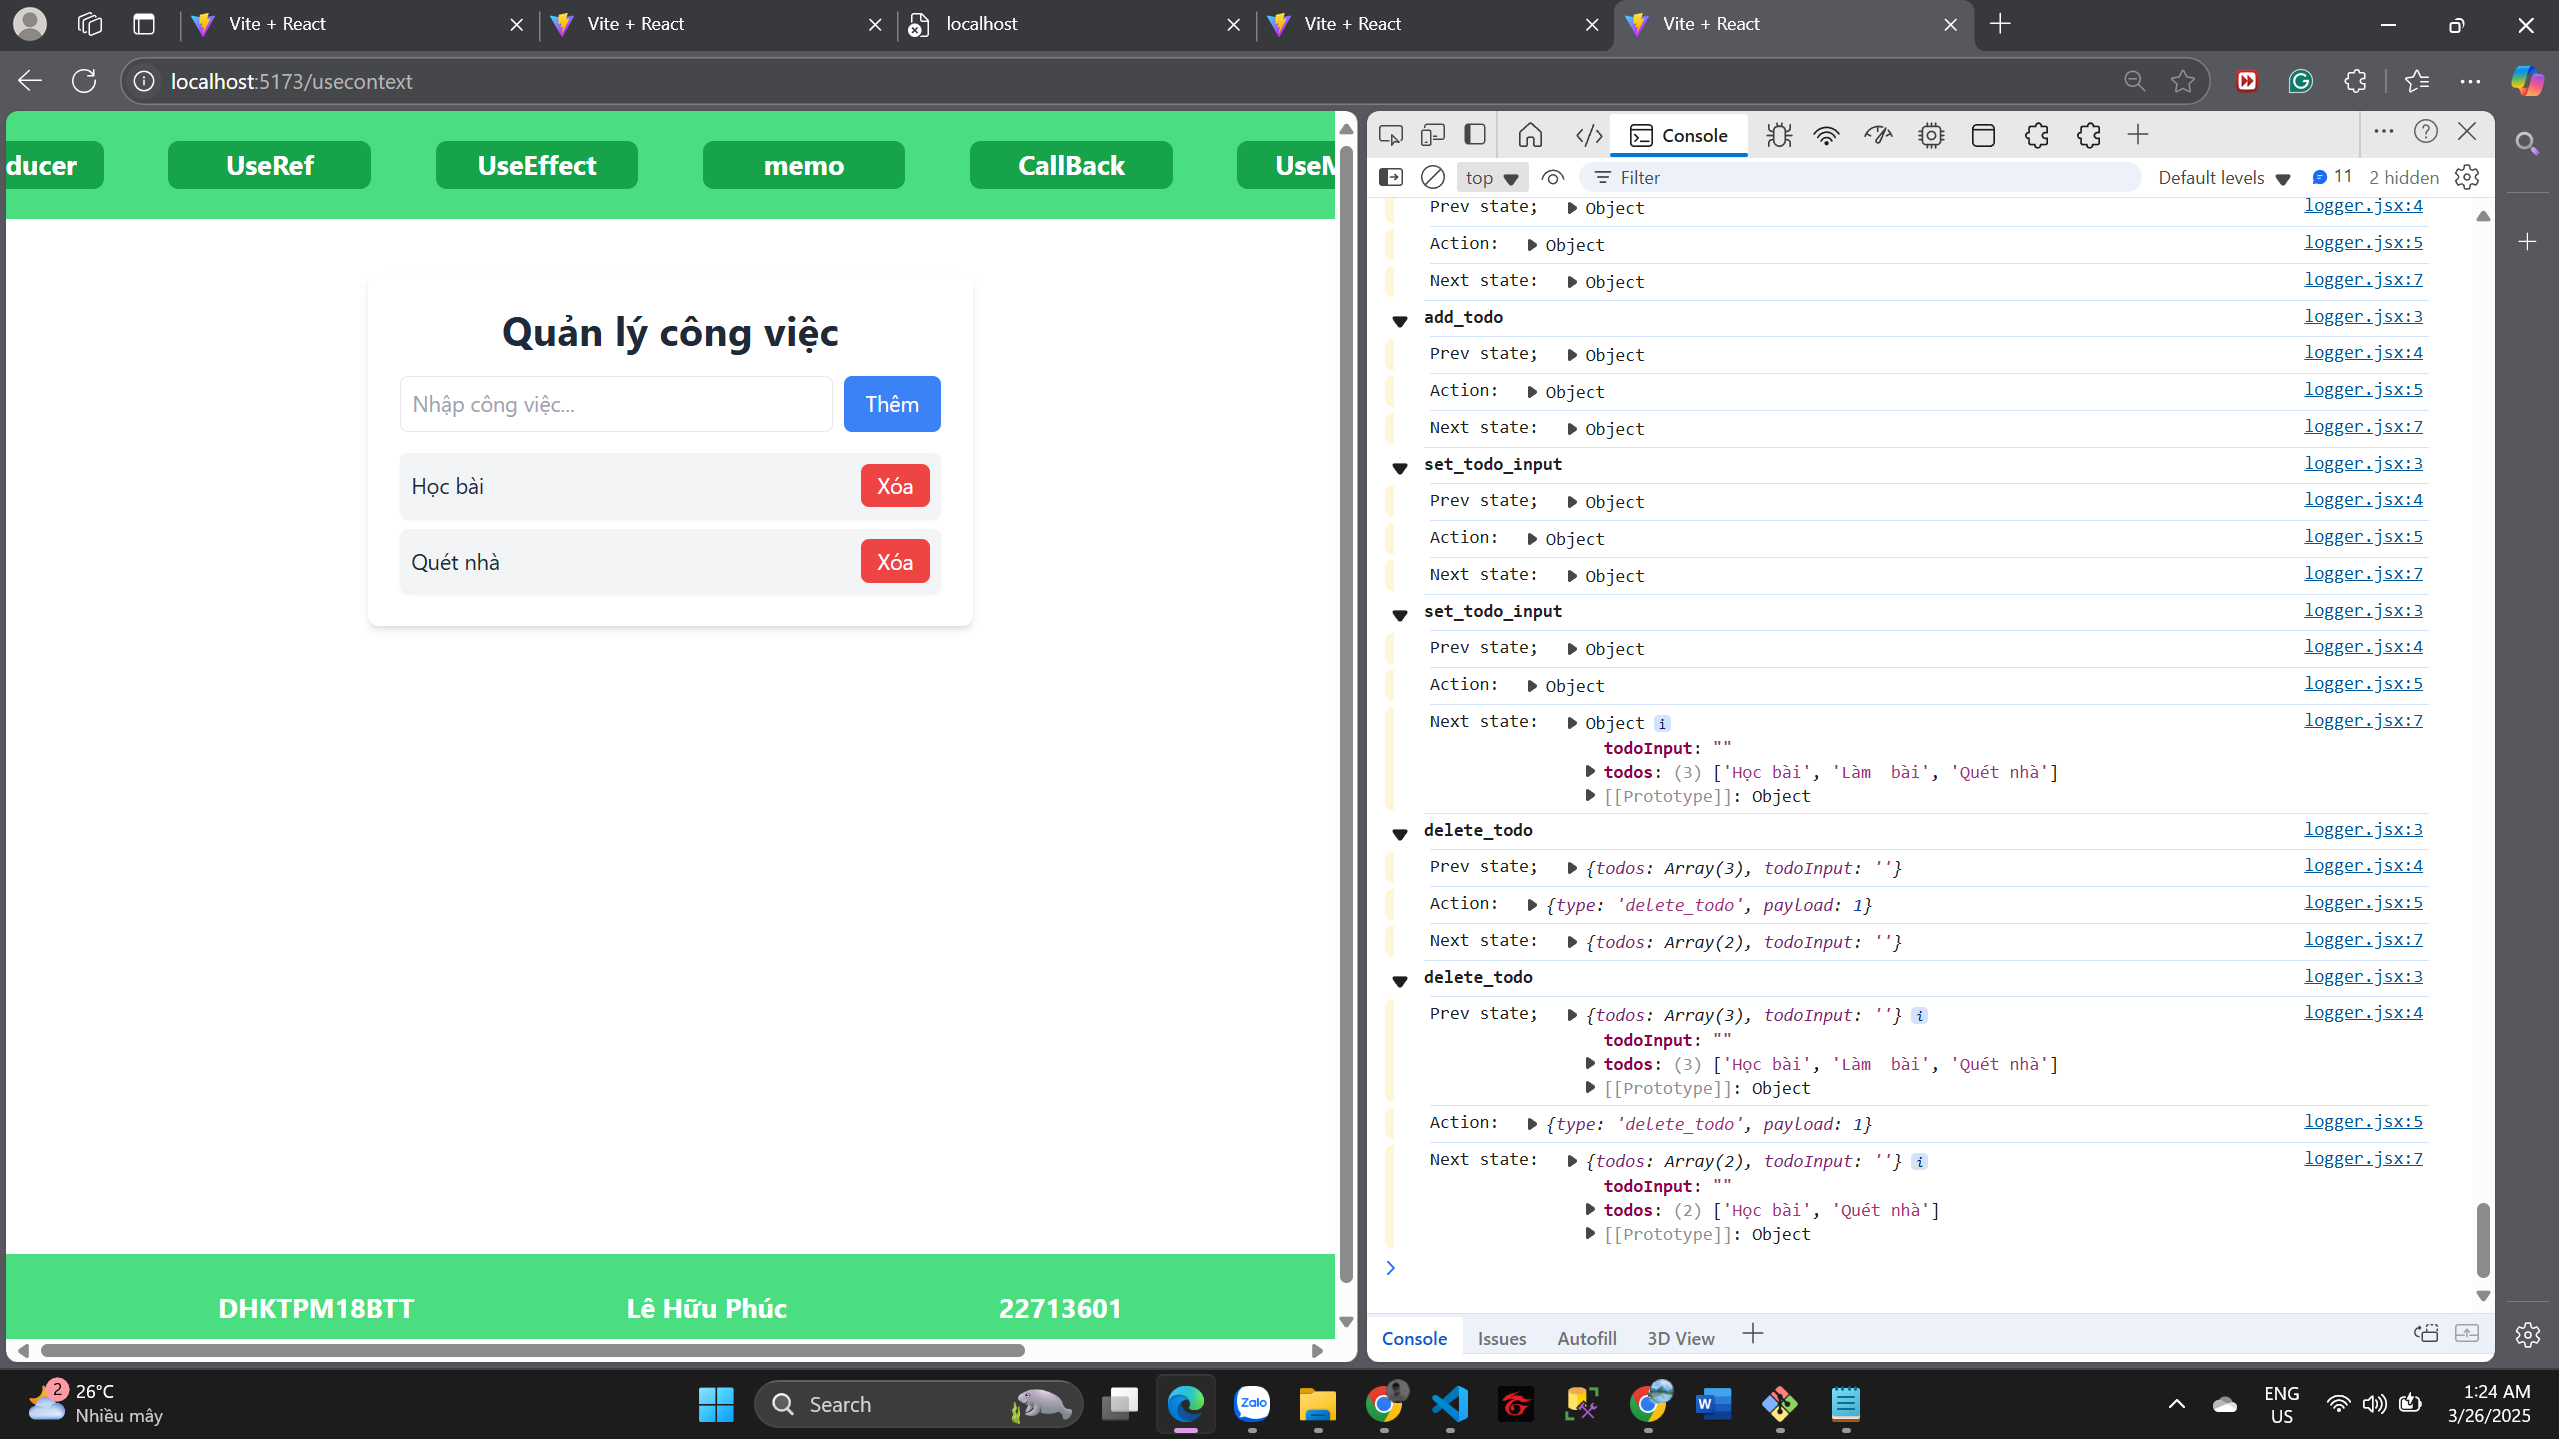 Vite + React
Vite + React
localhost
Vite + React
Vite + React
localhost:5173/usecontext
ducer
UseRef
UseEffect
memo
CallBack
UseM
Quản lý công việc
Nhập công việc...
Thêm
Học bài
Xóa
Quét nhà
Xóa
DHKTPM18BTT
Lê Hữu Phúc
22713601
Console
top
Filter
Default levels
11
2 hidden
Prev state; Object logger.jsx:4
Action: Object logger.jsx:5
Next state: Object logger.jsx:7
add_todo logger.jsx:3
Prev state; Object logger.jsx:4
Action: Object logger.jsx:5
Next state: Object logger.jsx:7
set_todo_input logger.jsx:3
Prev state; Object logger.jsx:4
Action: Object logger.jsx:5
Next state: Object logger.jsx:7
set_todo_input logger.jsx:3
Prev state; Object logger.jsx:4
Action: Object logger.jsx:5
Next state: Object i logger.jsx:7
todoInput: ""
todos: (3) ['Học bài', 'Làm  bài', 'Quét nhà']
[[Prototype]]: Object
delete_todo logger.jsx:3
Prev state; {todos: Array(3), todoInput: ''} logger.jsx:4
Action: {type: 'delete_todo', payload: 1} logger.jsx:5
Next state: {todos: Array(2), todoInput: ''} logger.jsx:7
delete_todo logger.jsx:3
Prev state; {todos: Array(3), todoInput: ''} i logger.jsx:4
todoInput: ""
todos: (3) ['Học bài', 'Làm  bài', 'Quét nhà']
[[Prototype]]: Object
Action: {type: 'delete_todo', payload: 1} logger.jsx:5
Next state: {todos: Array(2), todoInput: ''} i logger.jsx:7
todoInput: ""
todos: (2) ['Học bài', 'Quét nhà']
[[Prototype]]: Object
Console
Issues
Autofill
3D View
2
26°C
Nhiều mây
Search
Zalo
ENG
US
1:24 AM
3/26/2025